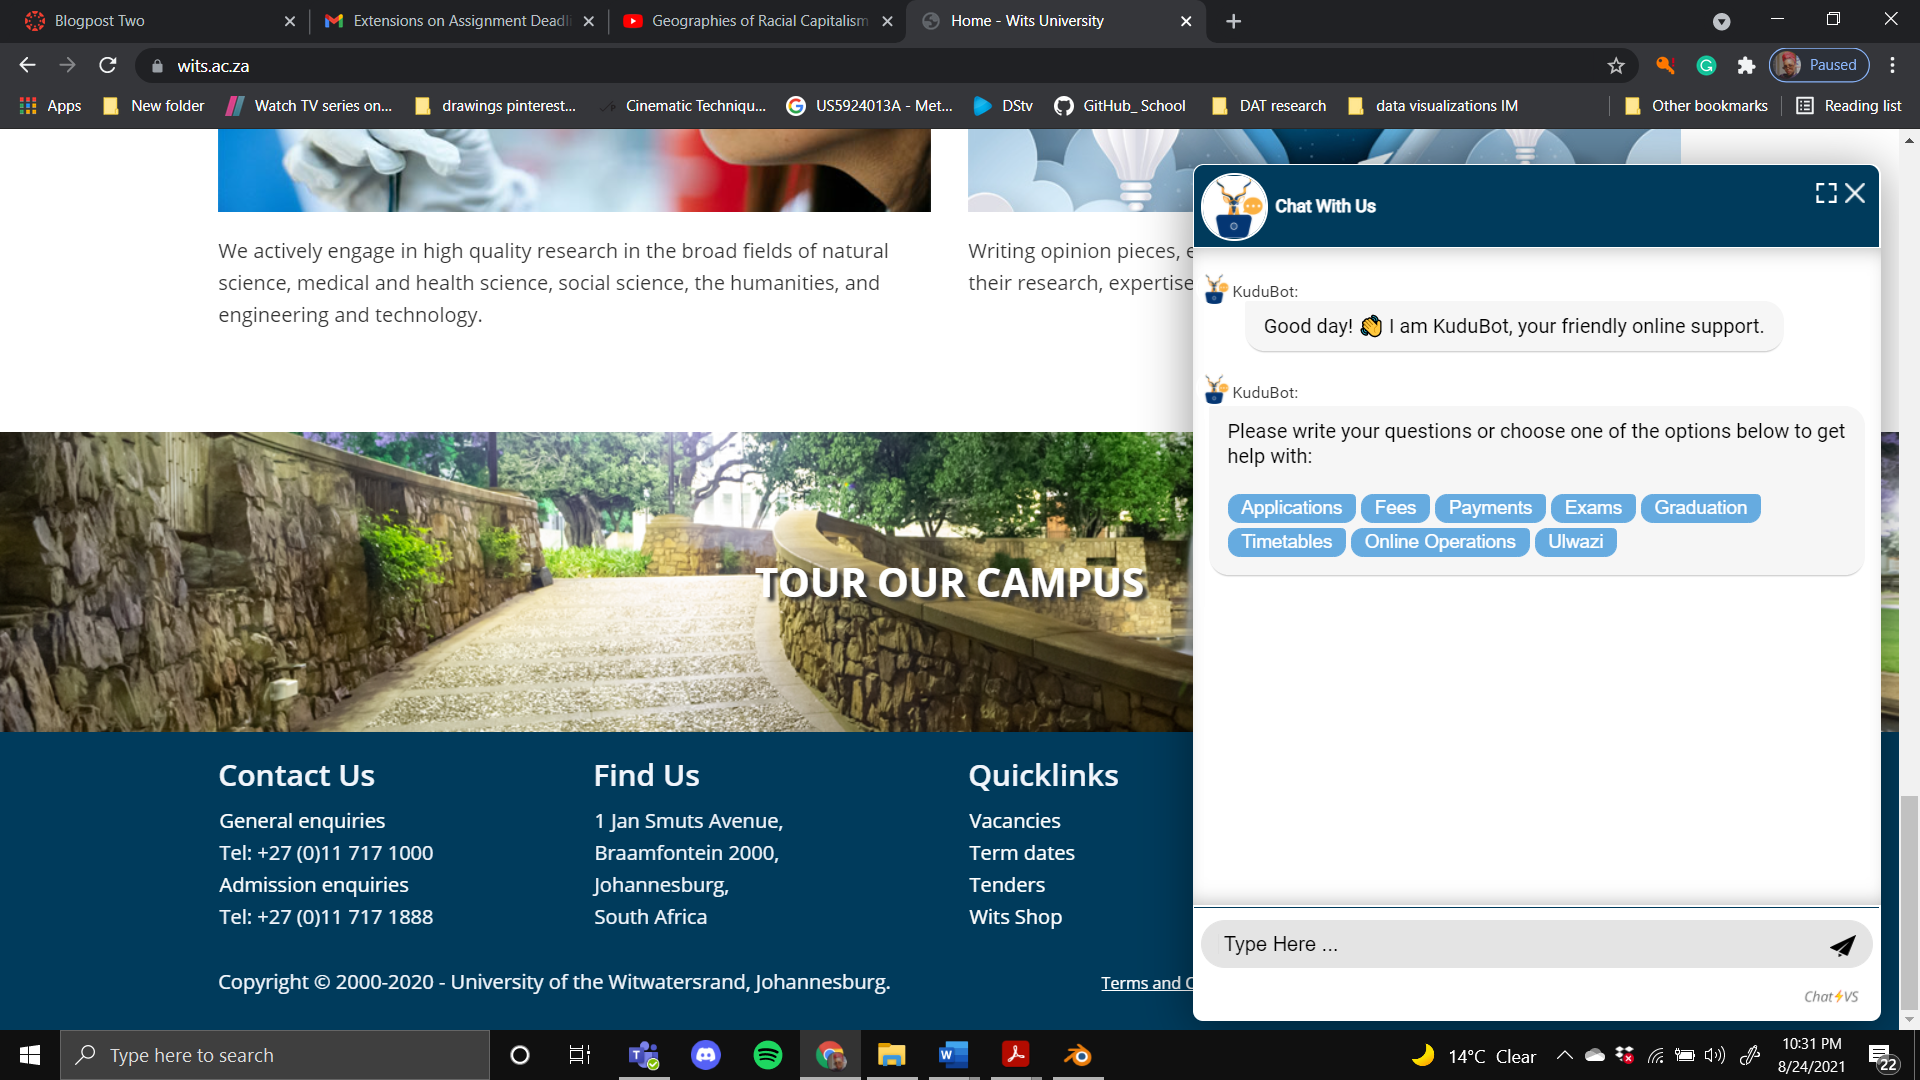 Blogpost Two
Extensions on Assignment Deadli
Geographies of Racial Capitalism
Home - Wits University
wits.ac.za
Paused
Apps
New folder
Watch TV series on...
drawings pinterest...
Cinematic Techniqu...
US5924013A - Met...
DStv
GitHub_ School
DAT research
data visualizations IM
Other bookmarks
Reading list
We actively engage in high quality research in the broad fields of natural
science, medical and health science, social science, the humanities, and
engineering and technology.
Writing opinion pieces, e
their research, expertise
TOUR OUR CAMPUS
Contact Us
General enquiries
Tel: +27 (0)11 717 1000
Admission enquiries
Tel: +27 (0)11 717 1888
Find Us
1 Jan Smuts Avenue,
Braamfontein 2000,
Johannesburg,
South Africa
Quicklinks
Vacancies
Term dates
Tenders
Wits Shop
Copyright © 2000-2020 - University of the Witwatersrand, Johannesburg.
Terms and C
Chat With Us
KuduBot:
Good day! 👋 I am KuduBot, your friendly online support.
KuduBot:
Please write your questions or choose one of the options below to get
help with:
Applications Fees Payments Exams Graduation
Timetables Online Operations Ulwazi
Type Here ...
Chat⚡VS
Type here to search
14°C Clear
10:31 PM
8/24/2021
22